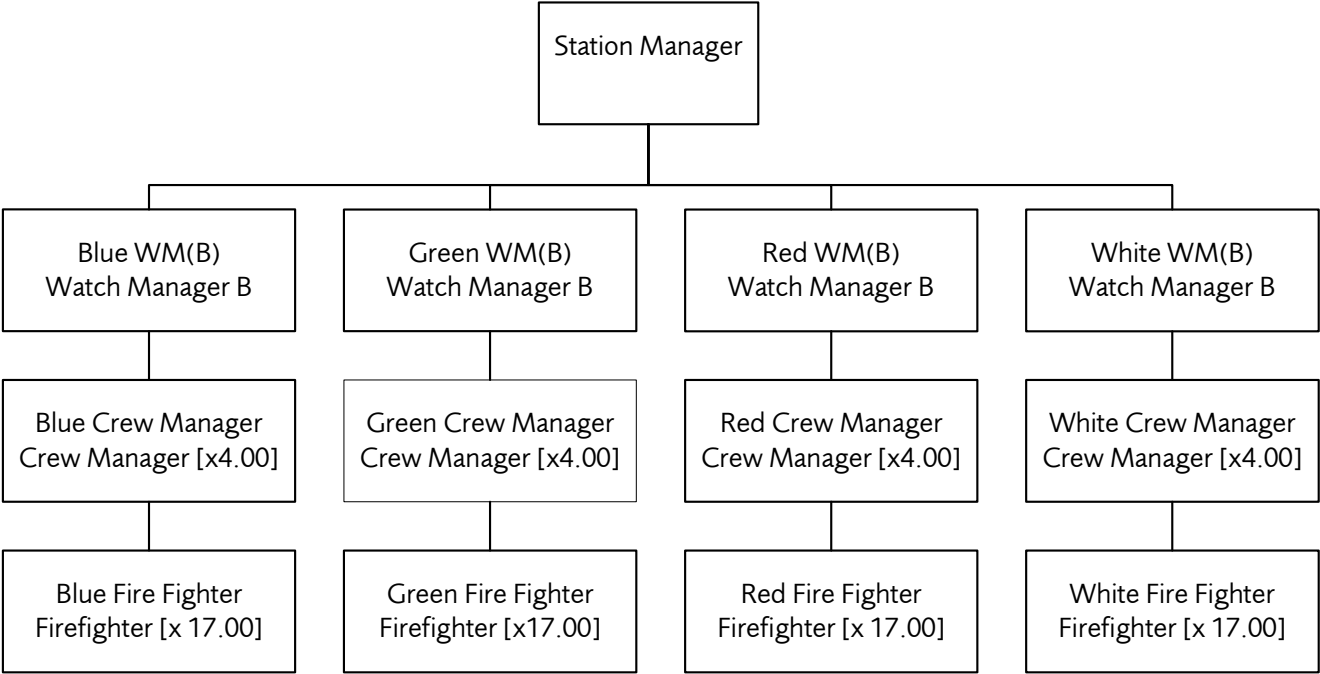 Station Manager
Blue WM(B)
Watch Manager B
Green WM(B)
Watch Manager B
Red WM(B)
Watch Manager B
White WM(B)
Watch Manager B
Blue Crew Manager
Crew Manager [x4.00]
Green Crew Manager
Crew Manager [x4.00]
Red Crew Manager
Crew Manager [x4.00]
White Crew Manager
Crew Manager [x4.00]
Blue Fire Fighter
Firefighter [x 17.00]
Green Fire Fighter
Firefighter [x17.00]
Red Fire Fighter
Firefighter [x 17.00]
White Fire Fighter
Firefighter [x 17.00]